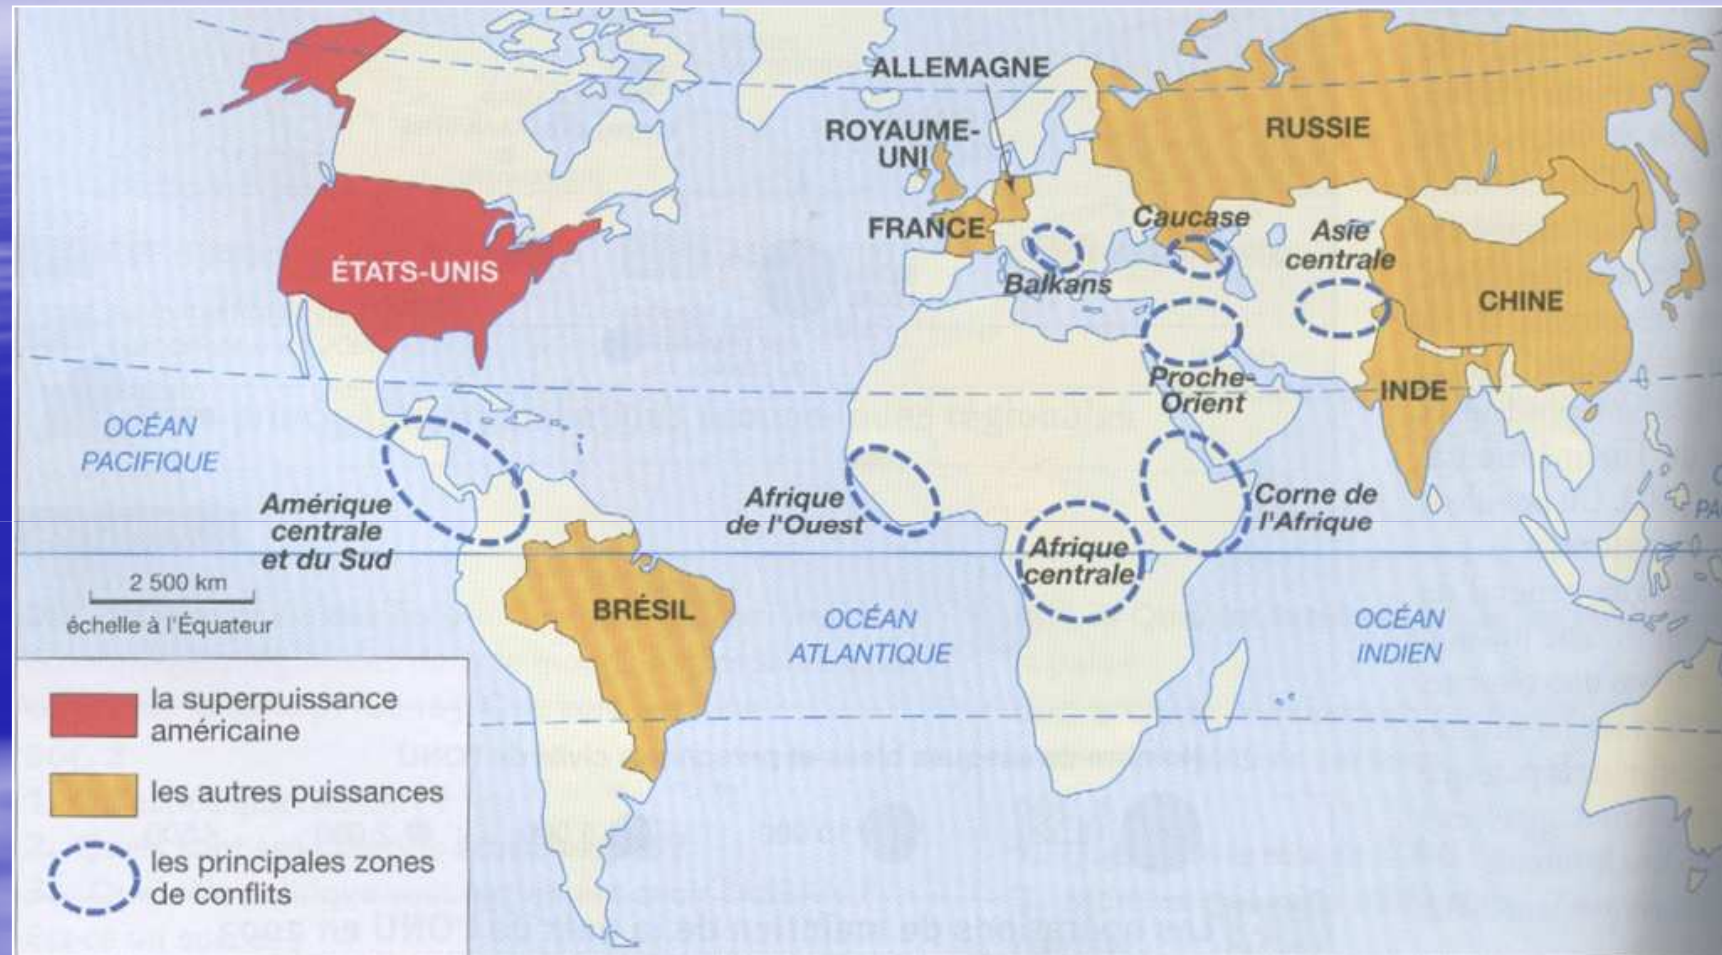 ALLEMAGNE
ROYAUME-
UNI
RUSSIE
FRANCE
Caucase
Asie
centrale
ÉTATS-UNIS
Balkans
CHINE
Proche-
Orient
INDE
OCÉAN
PACIFIQUE
Amérique
centrale
et du Sud
Afrique
de l'Ouest
Corne de
l'Afrique
Afrique
centrale
2 500 km
échelle à l'Équateur
BRÉSIL
OCÉAN
ATLANTIQUE
OCÉAN
INDIEN
la superpuissance
américaine
les autres puissances
les principales zones
de conflits